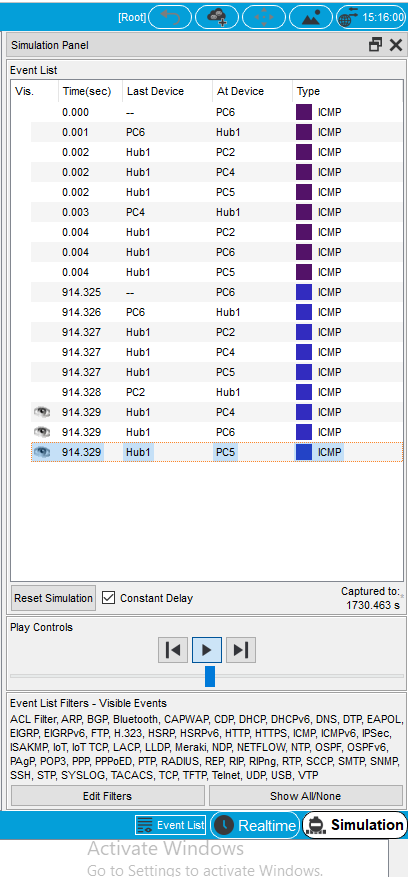 [Root] 15:16:00
Simulation Panel
Event List
Vis. Time(sec) Last Device At Device Type
0.000 -- PC6 ICMP
0.001 PC6 Hub1 ICMP
0.002 Hub1 PC2 ICMP
0.002 Hub1 PC4 ICMP
0.002 Hub1 PC5 ICMP
0.003 PC4 Hub1 ICMP
0.004 Hub1 PC2 ICMP
0.004 Hub1 PC6 ICMP
0.004 Hub1 PC5 ICMP
914.325 -- PC6 ICMP
914.326 PC6 Hub1 ICMP
914.327 Hub1 PC2 ICMP
914.327 Hub1 PC4 ICMP
914.327 Hub1 PC5 ICMP
914.328 PC2 Hub1 ICMP
914.329 Hub1 PC4 ICMP
914.329 Hub1 PC6 ICMP
914.329 Hub1 PC5 ICMP
Reset Simulation Constant Delay Captured to:
1730.463 s
Play Controls
Event List Filters - Visible Events
ACL Filter, ARP, BGP, Bluetooth, CAPWAP, CDP, DHCP, DHCPv6, DNS, DTP, EAPOL,
EIGRP, EIGRPv6, FTP, H.323, HSRP, HSRPv6, HTTP, HTTPS, ICMP, ICMPv6, IPSec,
ISAKMP, IoT, IoT TCP, LACP, LLDP, Meraki, NDP, NETFLOW, NTP, OSPF, OSPFv6,
PAgP, POP3, PPP, PPPoED, PTP, RADIUS, REP, RIP, RIPng, RTP, SCCP, SMTP, SNMP,
SSH, STP, SYSLOG, TACACS, TCP, TFTP, Telnet, UDP, USB, VTP
Edit Filters Show All/None
Event List Realtime Simulation
Activate Windows
Go to Settings to activate Windows.